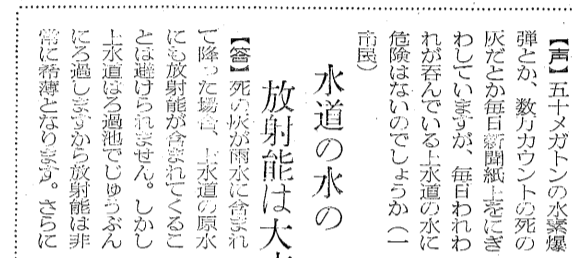 【声】五十メガトンの水素爆
弾とか、数万カウントの死の
灰だとか毎日新聞紙上をにぎ
わしていますが、毎日われわ
れが呑んでいる上水道の水に
危険はないのでしょうか（一
市民）
水道の水の
放射能は大
【答】死の灰が雨水に含まれ
て降った場合、上水道の原水
にも放射能が含まれてくるこ
とは避けられません。しかし
上水道はろ過池でじゅうぶん
にろ過しますから放射能は非
常に希薄となります。さらに